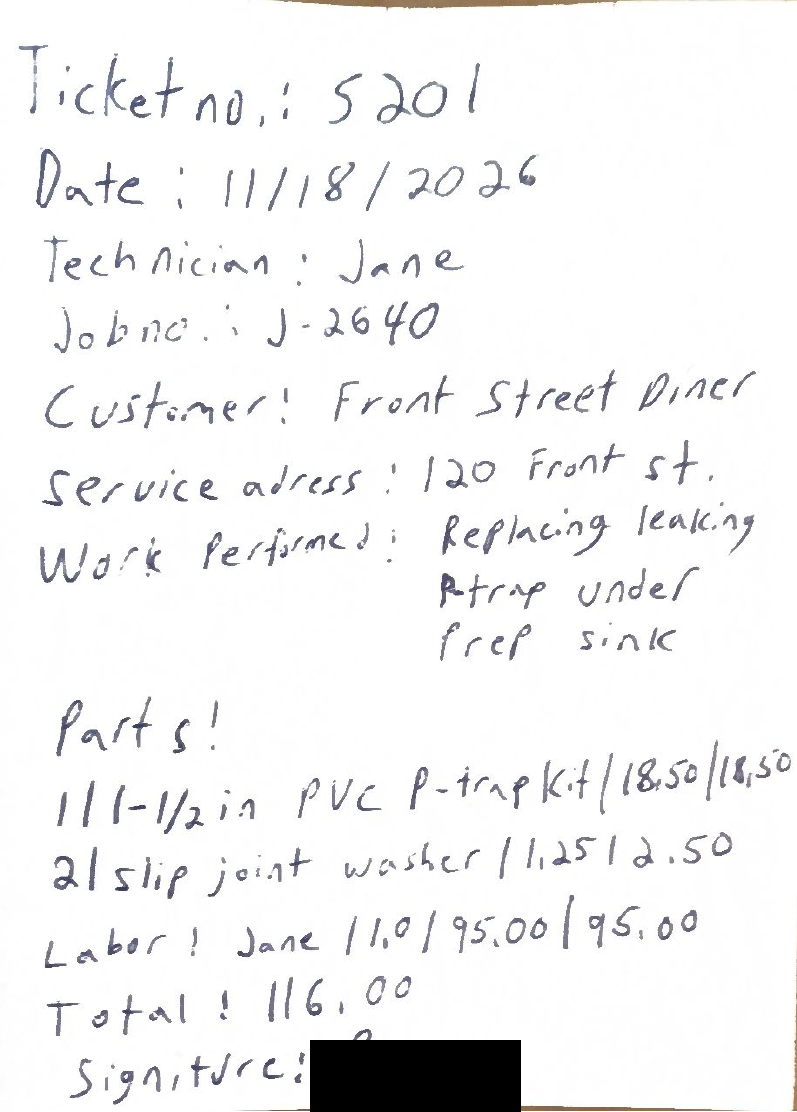 Ticket no.: 5201
Date: 11/18/2026
Technician: Jane
Job no.: J-2640
Customer: Front Street Diner
Service adress: 120 Front st.
Work Performed: Replacing leaking
P-trap under
prep sink
Parts:
1 | 1-1/2 in PVC P-trap Kit | 18.50 | 18.50
2 | slip joint washer | 1.25 | 2.50
Labor: Jane | 1.0 | 95.00 | 95.00
Total: 116.00
Signiture: